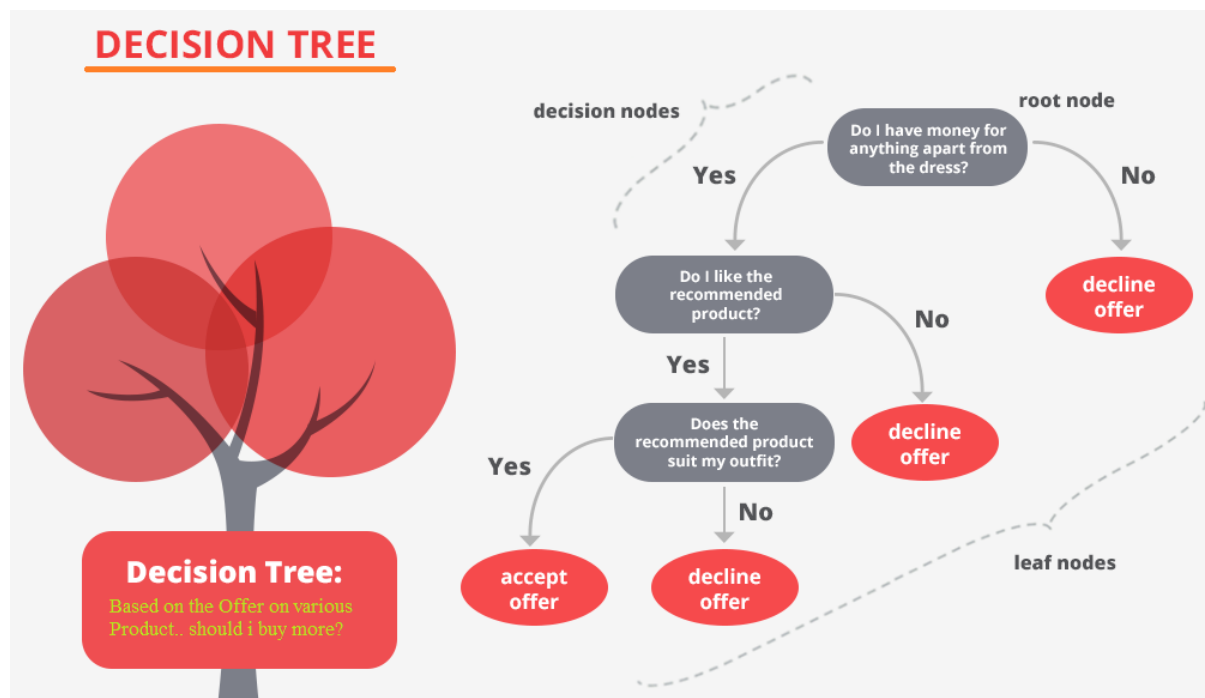 DECISION TREE
decision nodes
root node
Do I have money for
anything apart from
the dress?
Yes
No
Do I like the
recommended
product?
decline
offer
No
Yes
Does the
recommended product
suit my outfit?
decline
offer
Yes
No
accept
offer
decline
offer
leaf nodes
Decision Tree:
Based on the Offer on various
Product.. should i buy more?